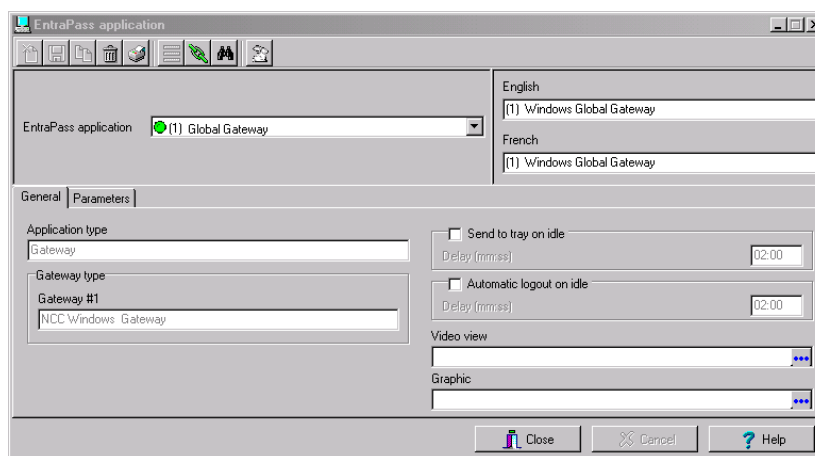 EntraPass application
EntraPass application
(1) Global Gateway
English
(1) Windows Global Gateway
French
(1) Windows Global Gateway
General
Parameters
Application type
Gateway
Gateway type
Gateway #1
NCC Windows Gateway
Send to tray on idle
Delay (mm:ss)
02:00
Automatic logout on idle
Delay (mm:ss)
02:00
Video view
Graphic
Close
Cancel
Help